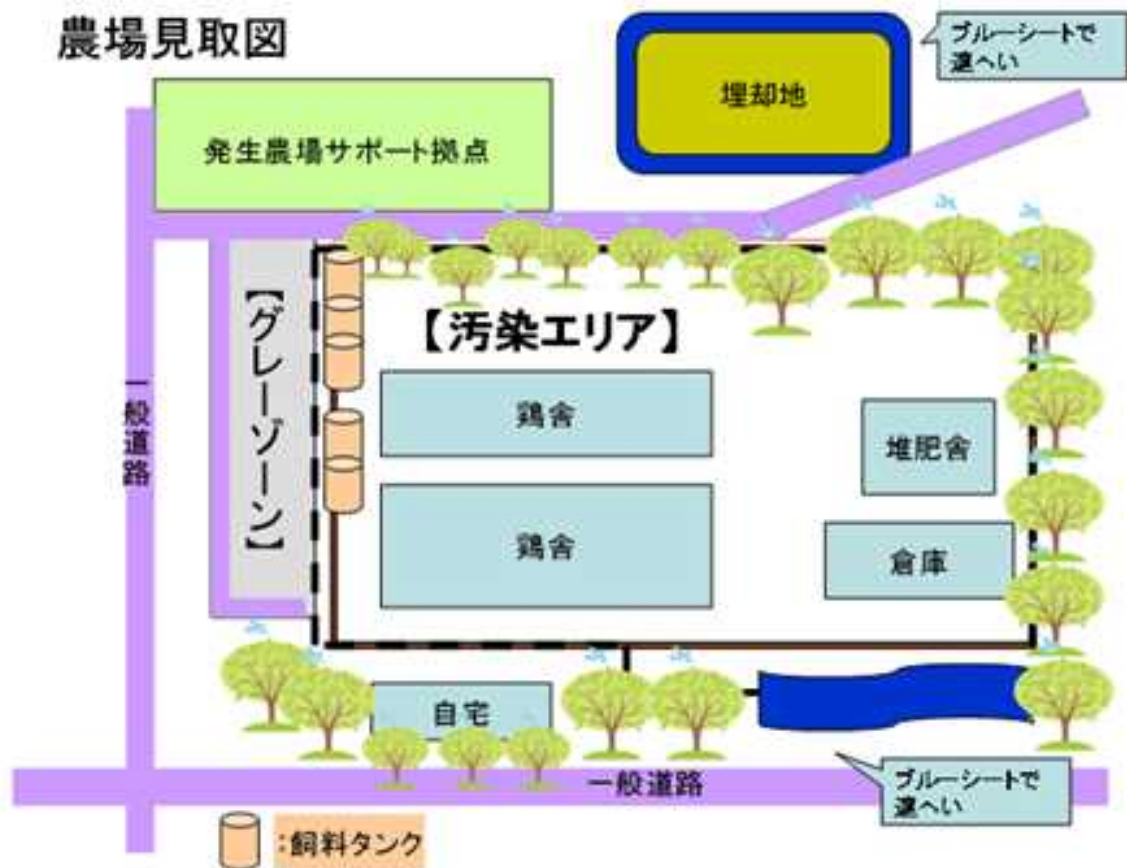 農場見取図
ブルーシートで
遮へい
埋却地
発生農場サポート拠点
【汚染エリア】
【グレーゾーン】
一般道路
鶏舎
堆肥舎
鶏舎
倉庫
自宅
一般道路
ブルーシートで
遮へい
:飼料タンク